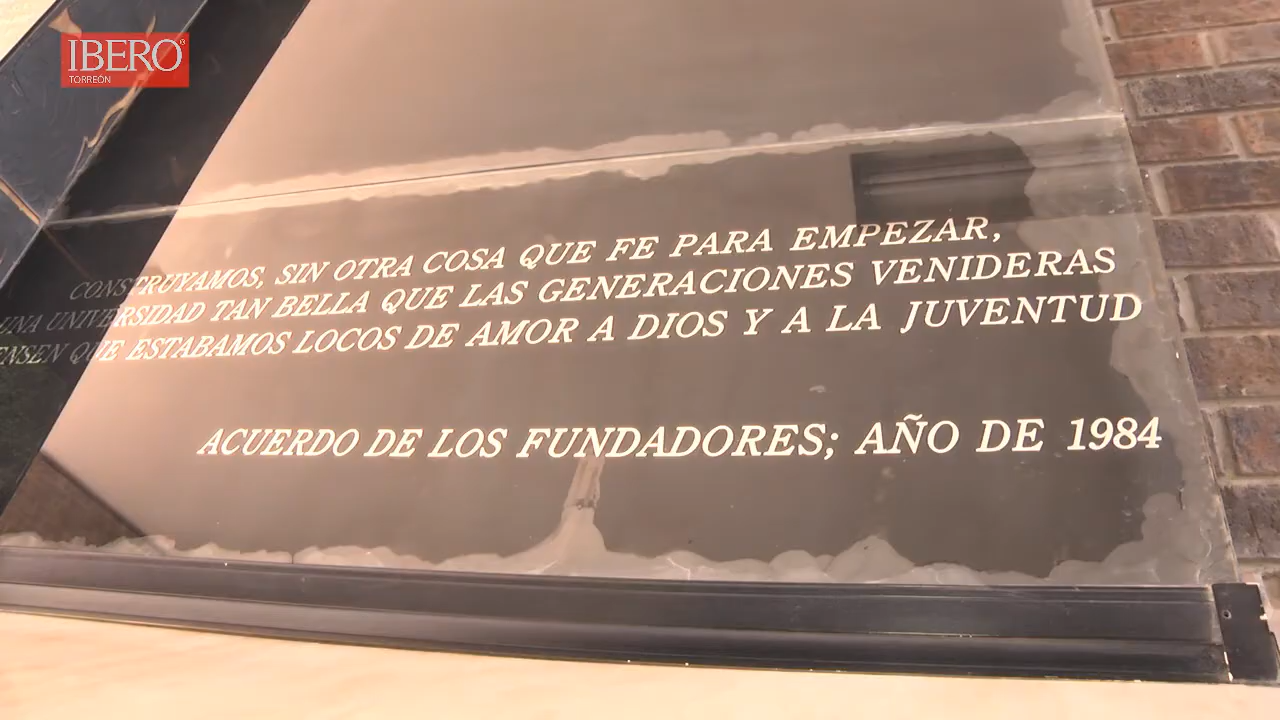 IBERO
TORREÓN
CONSTRUYAMOS, SIN OTRA COSA QUE FE PARA EMPEZAR,
UNA UNIVERSIDAD TAN BELLA QUE LAS GENERACIONES VENIDERAS
QUE ESTABAMOS LOCOS DE AMOR A DIOS Y A LA JUVENTUD
ACUERDO DE LOS FUNDADORES; AÑO DE 1984